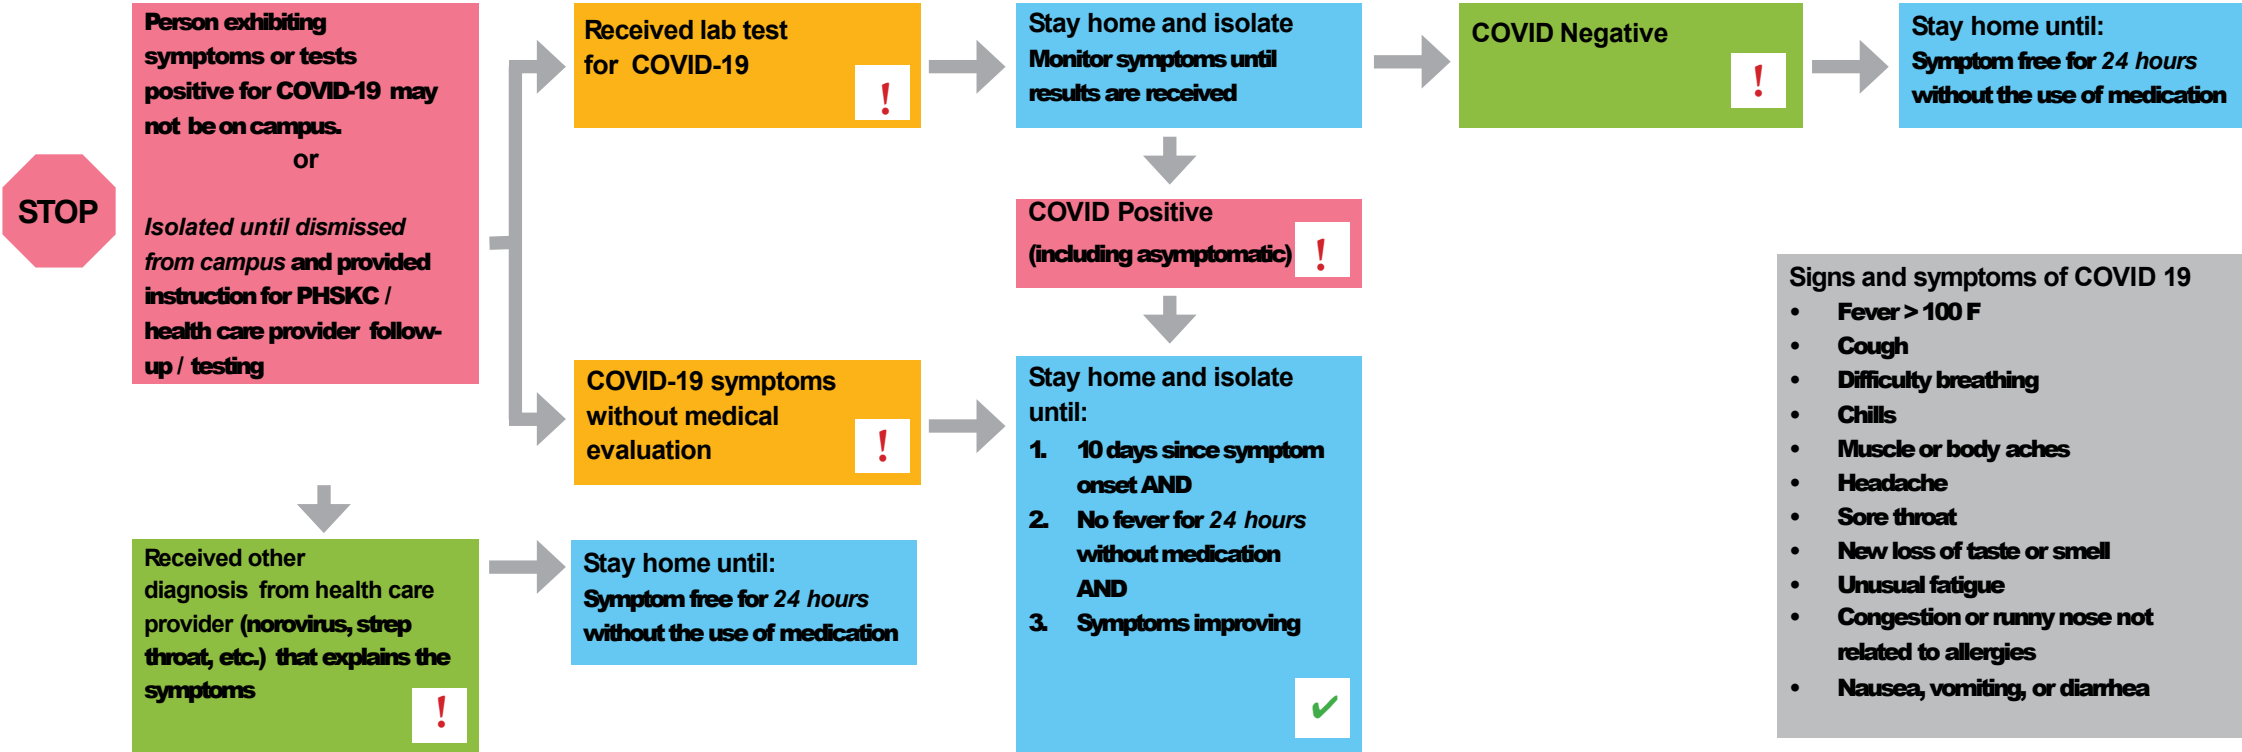 STOP
Person exhibiting
symptoms or tests
positive for COVID-19 may
not be on campus.
or
Isolated until dismissed
from campus and provided
instruction for PHSKC /
health care provider follow-
up / testing
Received lab test
for COVID-19
!
Stay home and isolate
Monitor symptoms until
results are received
COVID Negative
!
Stay home until:
Symptom free for 24 hours
without the use of medication
COVID Positive
(including asymptomatic)
!
COVID-19 symptoms
without medical
evaluation
!
Stay home and isolate
until:
1. 10 days since symptom
onset AND
2. No fever for 24 hours
without medication
AND
3. Symptoms improving
✔
Received other
diagnosis from health care
provider (norovirus, strep
throat, etc.) that explains the
symptoms
!
Stay home until:
Symptom free for 24 hours
without the use of medication
Signs and symptoms of COVID 19
• Fever > 100 F
• Cough
• Difficulty breathing
• Chills
• Muscle or body aches
• Headache
• Sore throat
• New loss of taste or smell
• Unusual fatigue
• Congestion or runny nose not
related to allergies
• Nausea, vomiting, or diarrhea